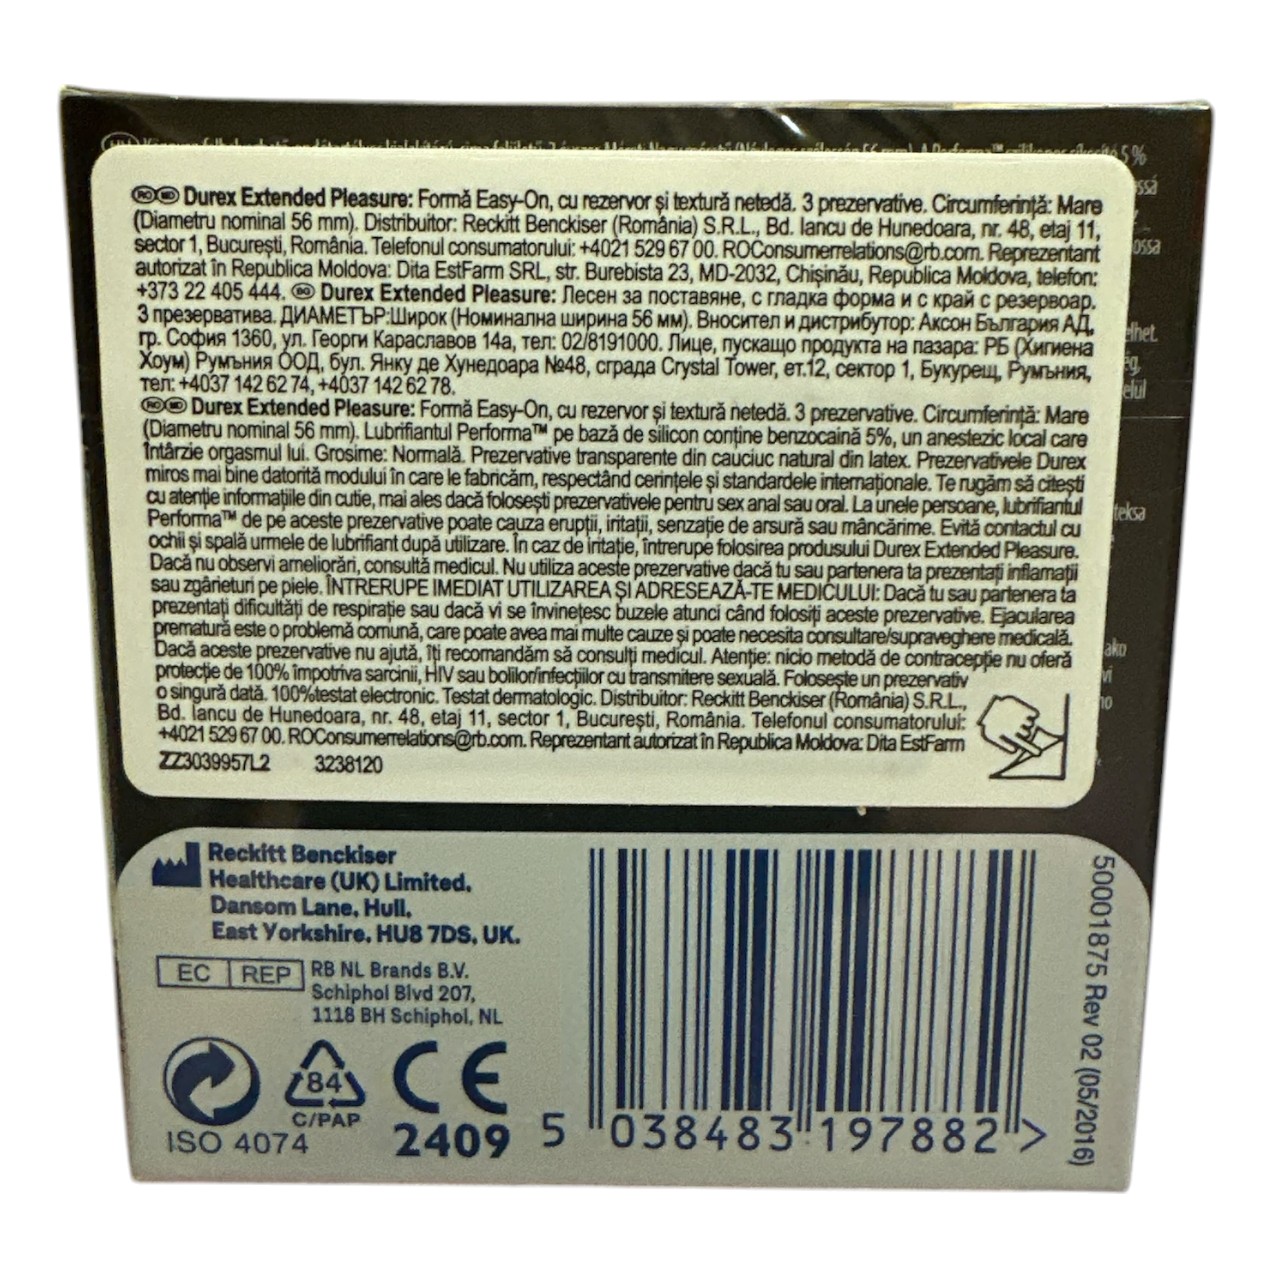 5%
RO MD Durex Extended Pleasure: Formă Easy-On, cu rezervor și textură netedă. 3 prezervative. Circumferință: Mare
(Diametru nominal 56 mm). Distribuitor: Reckitt Benckiser (România) S.R.L., Bd. Iancu de Hunedoara, nr. 48, etaj 11,
sector 1, București, România. Telefonul consumatorului: +4021 529 67 00. ROConsumerrelations@rb.com. Reprezentant
autorizat în Republica Moldova: Dita EstFarm SRL, str. Burebista 23, MD-2032, Chișinău, Republica Moldova, telefon:
+373 22 405 444. BG Durex Extended Pleasure: Лесен за поставяне, с гладка форма и с край с резервоар.
3 презерватива. ДИАМЕТЪР:Широк (Номинална ширина 56 мм). Вносител и дистрибутор: Аксон България АД,
гр. София 1360, ул. Георги Караславов 14а, тел: 02/8191000. Лице, пускащо продукта на пазара: РБ (Хигиена
Хоум) Румъния ООД, бул. Янку де Хунедоара №48, сграда Crystal Tower, ет.12, сектор 1, Букурещ, Румъния,
тел: +4037 142 62 74, +4037 142 62 78.
RO MD Durex Extended Pleasure: Formă Easy-On, cu rezervor și textură netedă. 3 prezervative. Circumferință: Mare
(Diametru nominal 56 mm). Lubrifiantul Performa™ pe bază de silicon conține benzocaină 5%, un anestezic local care
întârzie orgasmul lui. Grosime: Normală. Prezervative transparente din cauciuc natural din latex. Prezervativele Durex
miros mai bine datorită modului în care le fabricăm, respectând cerințele și standardele internaționale. Te rugăm să citești
cu atenție informațiile din cutie, mai ales dacă folosești prezervativele pentru sex anal sau oral. La unele persoane, lubrifiantul
Performa™ de pe aceste prezervative poate cauza erupții, iritații, senzație de arsură sau mâncărime. Evită contactul cu
ochii și spală urmele de lubrifiant după utilizare. În caz de iritație, întrerupe folosirea produsului Durex Extended Pleasure.
Dacă nu observi ameliorări, consultă medicul. Nu utiliza aceste prezervative dacă tu sau partenera ta prezentați inflamații
sau zgârieturi pe piele. ÎNTRERUPE IMEDIAT UTILIZAREA ȘI ADRESEAZĂ-TE MEDICULUI: Dacă tu sau partenera ta
prezentați dificultăți de respirație sau dacă vi se învinețesc buzele atunci când folosiți aceste prezervative. Ejacularea
prematură este o problemă comună, care poate avea mai multe cauze și poate necesita consultare/supraveghere medicală.
Dacă aceste prezervative nu ajută, îți recomandăm să consulți medicul. Atenție: nicio metodă de contracepție nu oferă
protecție de 100% împotriva sarcinii, HIV sau bolilor/infecțiilor cu transmitere sexuală. Folosește un prezervativ
o singură dată. 100%testat electronic. Testat dermatologic. Distribuitor: Reckitt Benckiser (România) S.R.L.,
Bd. Iancu de Hunedoara, nr. 48, etaj 11, sector 1, București, România. Telefonul consumatorului:
+4021 529 67 00. ROConsumerrelations@rb.com. Reprezentant autorizat în Republica Moldova: Dita EstFarm
ZZ3039957L2 3238120
Reckitt Benckiser
Healthcare (UK) Limited.
Dansom Lane, Hull,
East Yorkshire. HU8 7DS, UK.
EC REP
RB NL Brands B.V.
Schiphol Blvd 207,
1118 BH Schiphol, NL
84
C/PAP
CE
2409
ISO 4074
5 038483 197882 >
50001875 Rev 02 (05/2016)